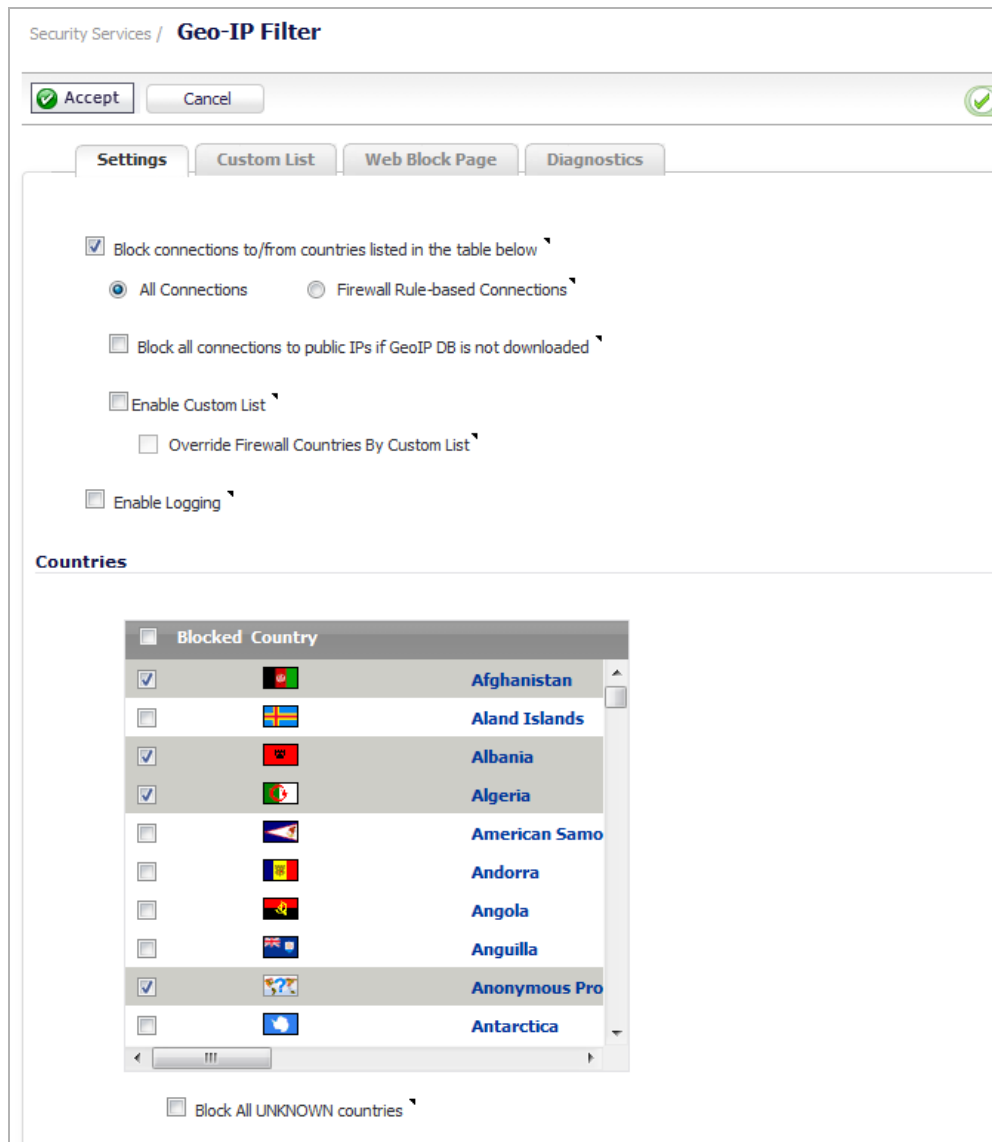 Security Services / Geo-IP Filter
Accept Cancel
Settings Custom List Web Block Page Diagnostics
Block connections to/from countries listed in the table below
All Connections Firewall Rule-based Connections
Block all connections to public IPs if GeoIP DB is not downloaded
Enable Custom List
Override Firewall Countries By Custom List
Enable Logging
Countries
Blocked Country
Afghanistan
Aland Islands
Albania
Algeria
American Samo
Andorra
Angola
Anguilla
Anonymous Pro
Antarctica
Block All UNKNOWN countries